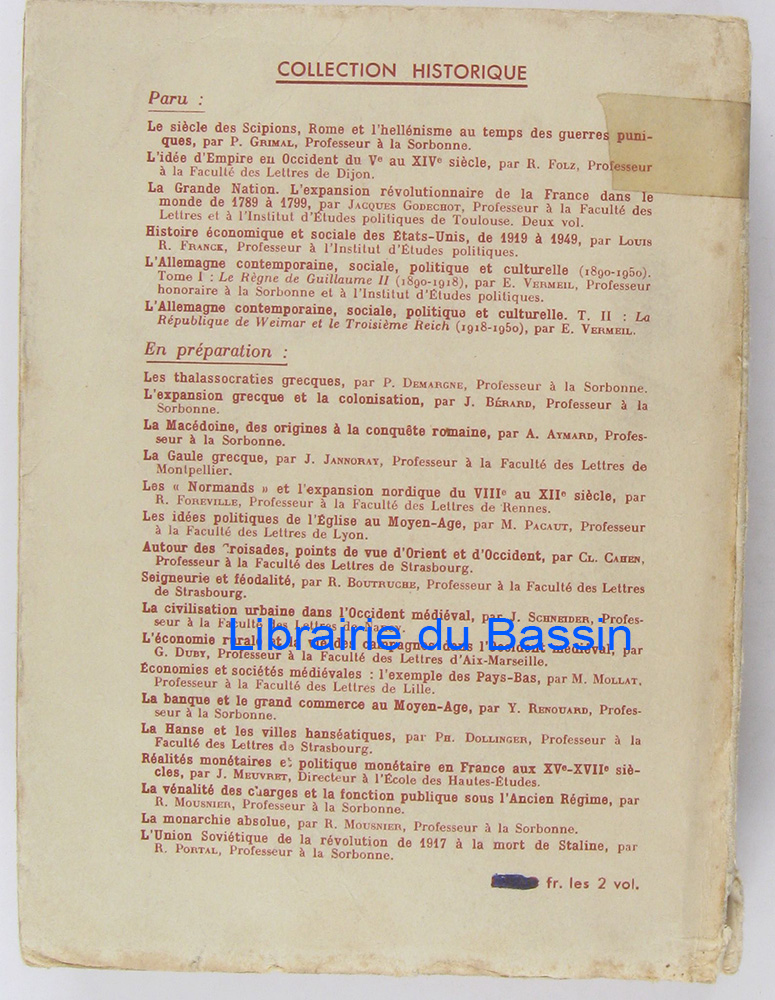 COLLECTION HISTORIQUE
Paru :
Le siècle des Scipions, Rome et l'hellénisme au temps des guerres puni-
ques, par P. GRIMAL, Professeur à la Sorbonne.
L'idée d'Empire en Occident du Ve au XIVe siècle, par R. FOLZ, Professeur
à la Faculté des Lettres de Dijon.
La Grande Nation. L'expansion révolutionnaire de la France dans le
monde de 1789 à 1799, par JACQUES GODECHOT, Professeur à la Faculté des
Lettres et à l'Institut d'Études politiques de Toulouse. Deux vol.
Histoire économique et sociale des États-Unis, de 1919 à 1949, par LOUIS
R. FRANCK, Professeur à l'Institut d'Études politiques.
L'Allemagne contemporaine, sociale, politique et culturelle (1890-1950).
Tome I : Le Règne de Guillaume II (1890-1918), par E. VERMEIL, Professeur
honoraire à la Sorbonne et à l'Institut d'Études politiques.
L'Allemagne contemporaine, sociale, politique et culturelle. T. II : La
République de Weimar et le Troisième Reich (1918-1950), par E. VERMEIL.
En préparation :
Les thalassocraties grecques, par P. DEMARGNE, Professeur à la Sorbonne.
L'expansion grecque et la colonisation, par J. BÉRARD, Professeur à la
Sorbonne.
La Macédoine, des origines à la conquête romaine, par A. AYMARD, Profes-
seur à la Sorbonne.
La Gaule grecque, par J. JANNORAY, Professeur à la Faculté des Lettres de
Montpellier.
Les « Normands » et l'expansion nordique du VIIIe au XIIe siècle, par
R. FOREVILLE, Professeur à la Faculté des Lettres de Rennes.
Les idées politiques de l'Église au Moyen-Age, par M. PACAUT, Professeur
à la Faculté des Lettres de Lyon.
Autour des Croisades, points de vue d'Orient et d'Occident, par CL. CAHEN,
Professeur à la Faculté des Lettres de Strasbourg.
Seigneurie et féodalité, par R. BOUTRUCHE, Professeur à la Faculté des Lettres
de Strasbourg.
La civilisation urbaine dans l'Occident médiéval, par J. SCHNEIDER, Profes-
seur à la Faculté des Lettres de Nancy.
Librairie du Bassin
L'économie rurale et la vie des campagnes dans l'Occident médiéval, par
G. DUBY, Professeur à la Faculté des Lettres d'Aix-Marseille.
Économies et sociétés médiévales : l'exemple des Pays-Bas, par M. MOLLAT,
Professeur à la Faculté des Lettres de Lille.
La banque et le grand commerce au Moyen-Age, par Y. RENOUARD, Profes-
seur à la Sorbonne.
La Hanse et les villes hanséatiques, par PH. DOLLINGER, Professeur à la
Faculté des Lettres de Strasbourg.
Réalités monétaires et politique monétaire en France aux XVe-XVIIe siè-
cles, par J. MEUVRET, Directeur à l'École des Hautes-Études.
La vénalité des charges et la fonction publique sous l'Ancien Régime, par
R. MOUSNIER, Professeur à la Sorbonne.
La monarchie absolue, par R. MOUSNIER, Professeur à la Sorbonne.
L'Union Soviétique de la révolution de 1917 à la mort de Staline, par
R. PORTAL, Professeur à la Sorbonne.
fr. les 2 vol.